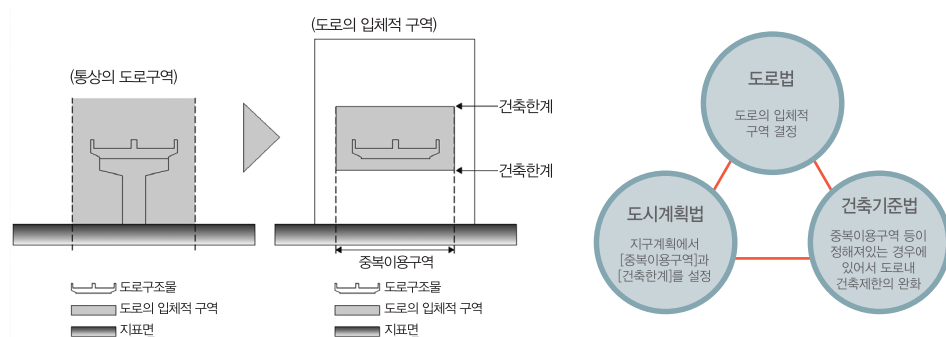 (통상의 도로구역)
도로구조물
도로의 입체적 구역
지표면
(도로의 입체적 구역)
건축한계
건축한계
중복이용구역
도로구조물
도로의 입체적 구역
지표면
도로법
도로의 입체적
구역 결정
도시계획법
지구계획에서
[중복이용구역]과
[건축한계]를 설정
건축기준법
중복이용구역 등이
정해져있는 경우에
있어서 도로내
건축제한의 완화